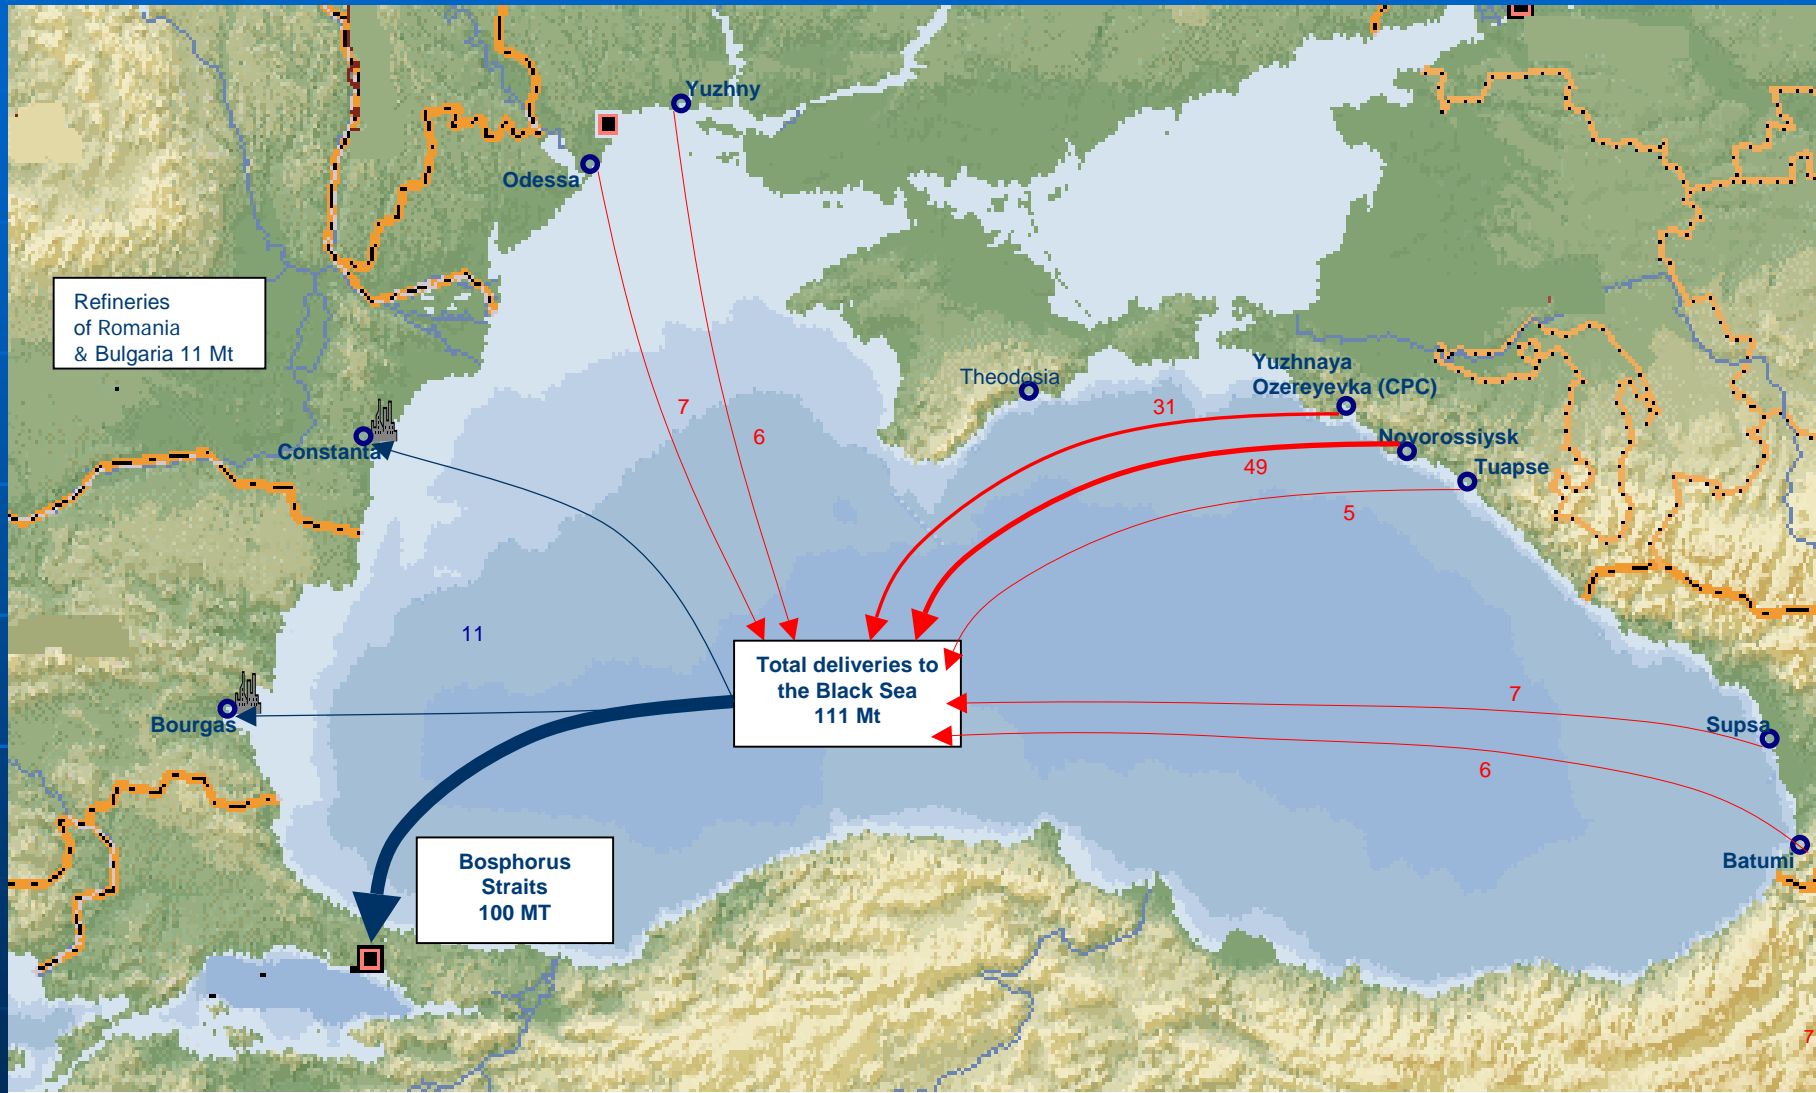 Yuzhny
Odessa
Refineries
of Romania
& Bulgaria 11 Mt
Theodosia
Yuzhnaya
Ozereyevka (CPC)
7
6
31
Constanta
Novorossiysk
49
Tuapse
5
11
Total deliveries to
the Black Sea
111 Mt
7
Bourgas
Supsa
6
Bosphorus
Straits
100 MT
Batumi
7